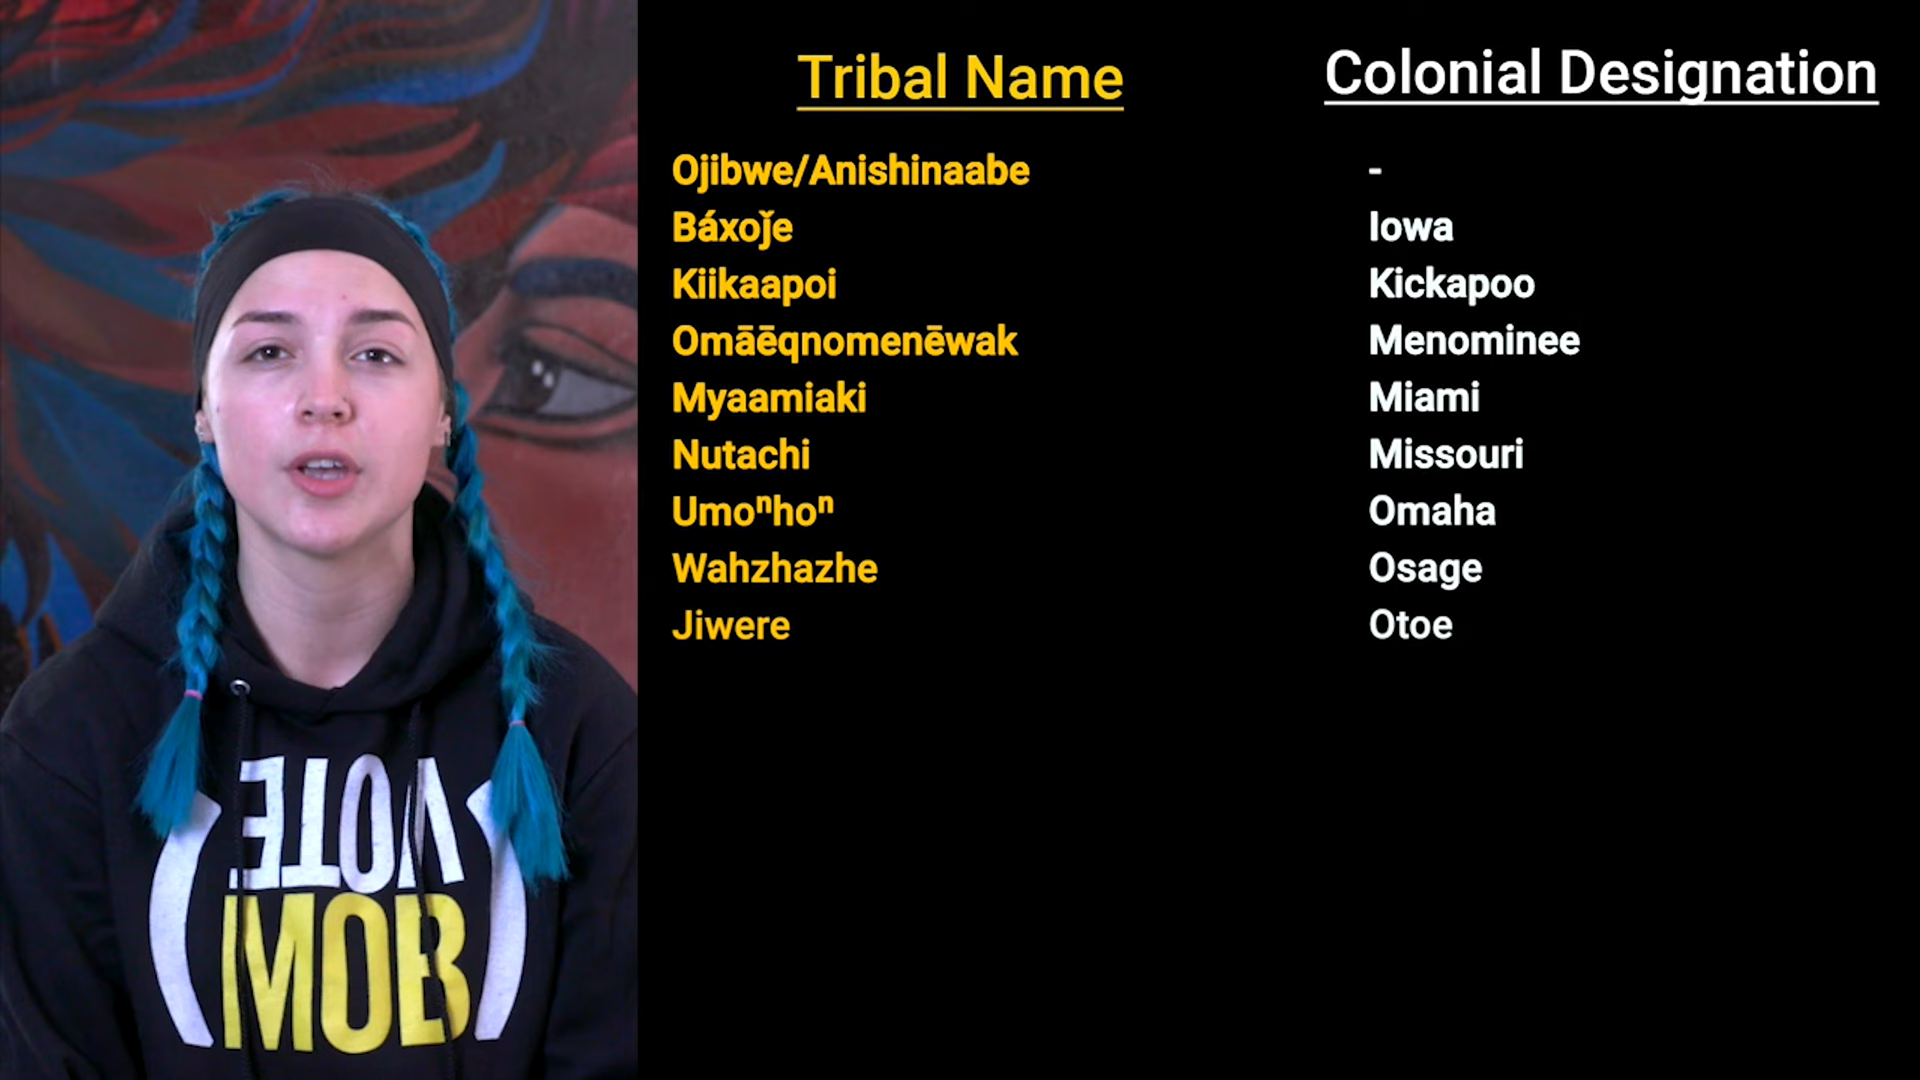 Tribal Name
Colonial Designation
Ojibwe/Anishinaabe -
Báxoǰe Iowa
Kiikaapoi Kickapoo
Omāēqnomenēwak Menominee
Myaamiaki Miami
Nutachi Missouri
Umoⁿhoⁿ Omaha
Wahzhazhe Osage
Jiwere Otoe
(VOTE
MOB)